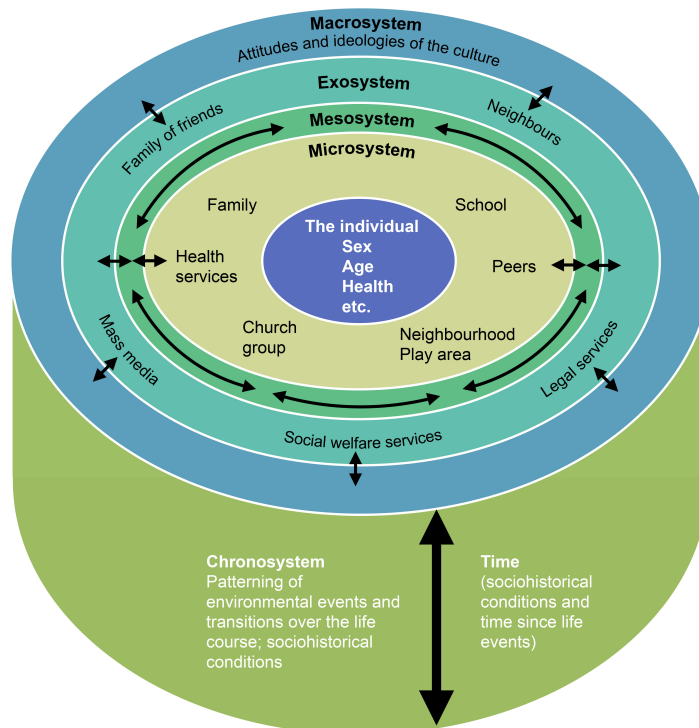 Macrosystem
Attitudes and ideologies of the culture
Exosystem
Family of friends
Neighbours
Mesosystem
Microsystem
Family
School
The individual
Sex
Age
Health
etc.
Health
services
Peers
Church
group
Neighbourhood
Play area
Mass media
Legal services
Social welfare services
Chronosystem
Patterning of
environmental events and
transitions over the life
course; sociohistorical
conditions
Time
(sociohistorical
conditions and
time since life
events)